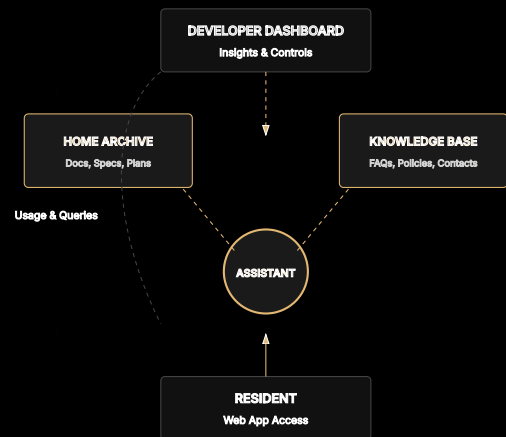 DEVELOPER DASHBOARD
Insights & Controls
HOME ARCHIVE
Docs, Specs, Plans
KNOWLEDGE BASE
FAQs, Policies, Contacts
Usage & Queries
ASSISTANT
RESIDENT
Web App Access